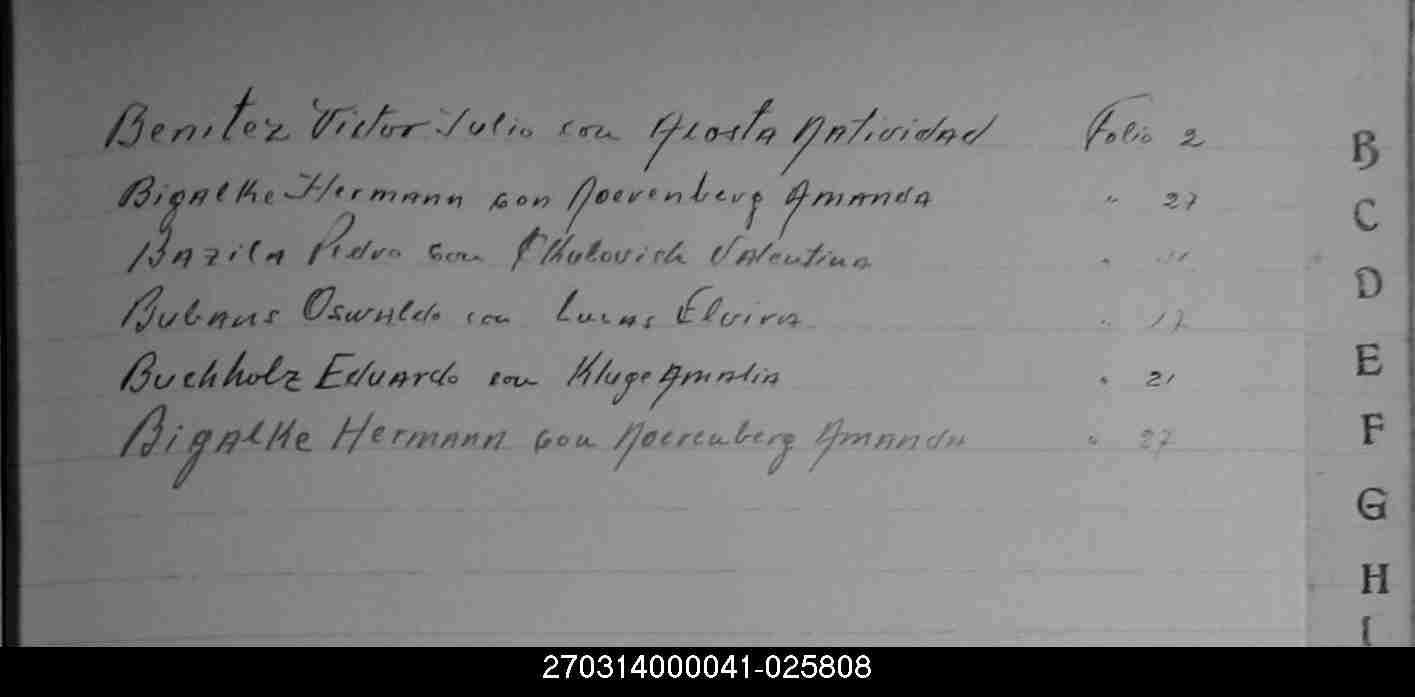 Benitez Victor Julio con Acosta Natividad Folio 2
Bigalke Hermann con Noerenberg Amanda " 27
Bazila Pedro con Valentina "
Bubans Oswaldo con Lucas Elvira " 17
Buchholz Eduardo con Kluge Amalia " 21
Bigalke Hermann con Noerenberg Amanda " 27
B
C
D
E
F
G
H
I
270314000041-025808